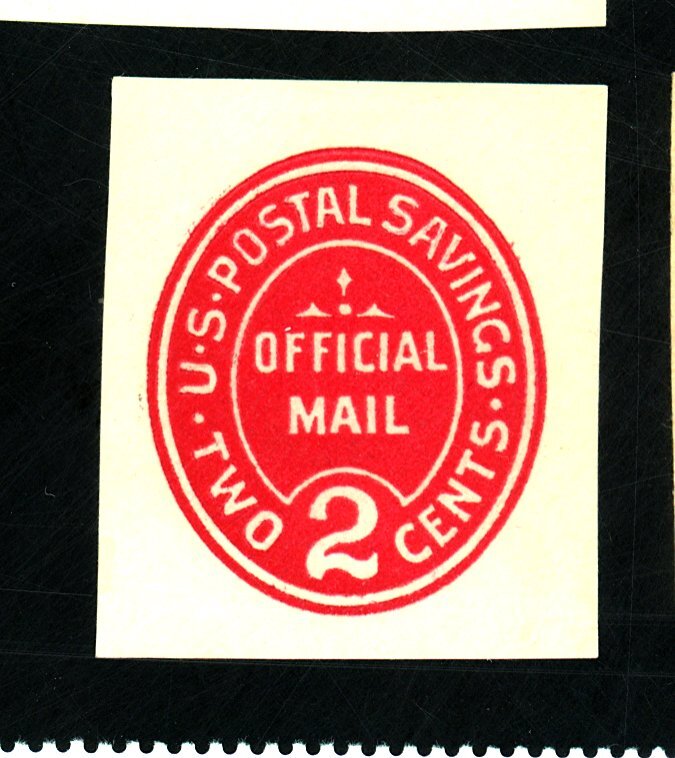 U·S·POSTAL SAVINGS·
OFFICIAL
MAIL
·TWO 2 CENTS·